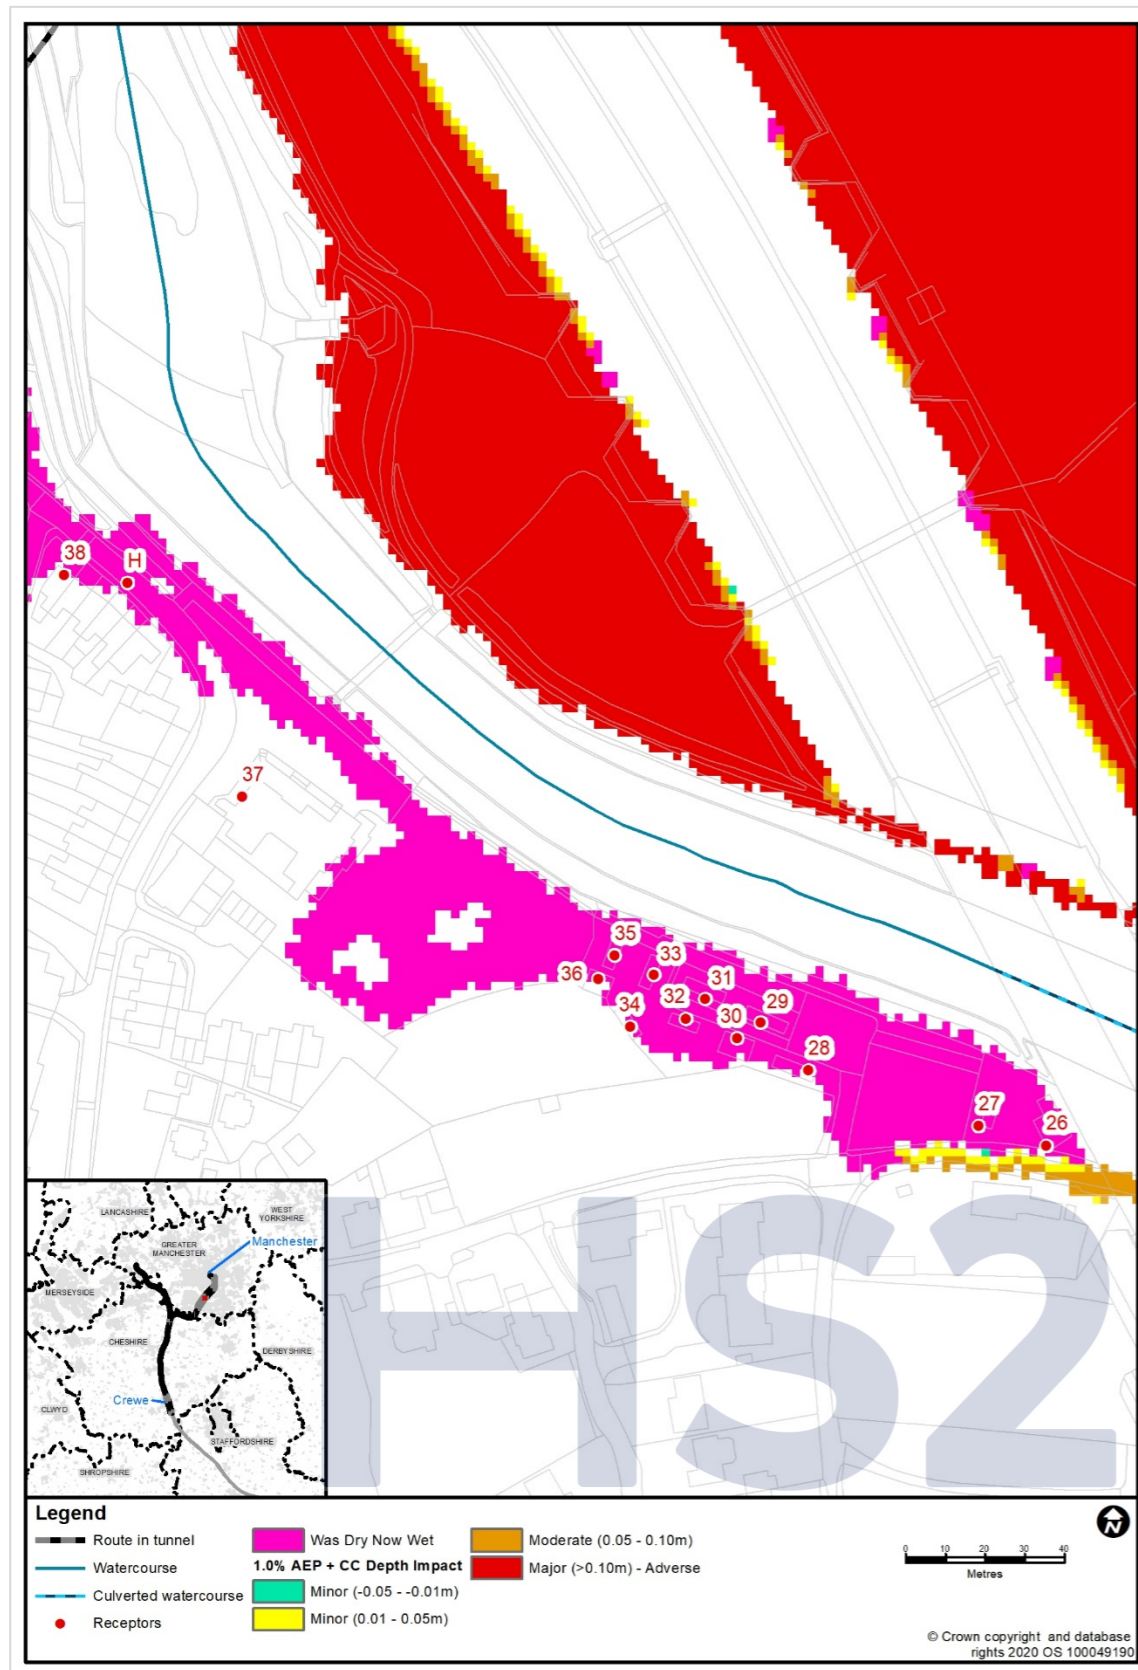 38
H
37
35
33
36
31
32
29
34
30
28
27
26
LANCASHIRE
WEST
YORKSHIRE
GREATER
MANCHESTER
Manchester
MERSEYSIDE
CHESHIRE
DERBYSHIRE
Crewe
CLWYD
STAFFORDSHIRE
SHROPSHIRE
HS2
Legend
Route in tunnel
Watercourse
Culverted watercourse
Receptors
Was Dry Now Wet
1.0% AEP + CC Depth Impact
Minor (-0.05 - -0.01m)
Minor (0.01 - 0.05m)
Moderate (0.05 - 0.10m)
Major (>0.10m) - Adverse
N
0 10 20 30 40
Metres
© Crown copyright and database
rights 2020 OS 100049190